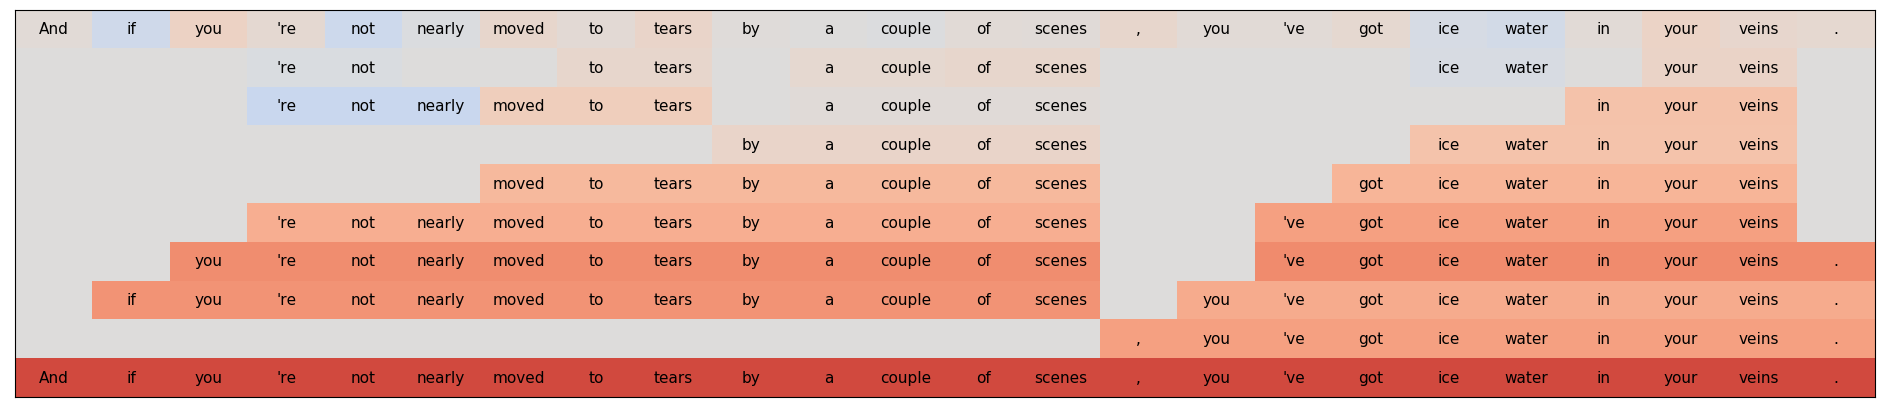 And if you 're not nearly moved to tears by a couple of scenes , you 've got ice water in your veins .
're not to tears a couple of scenes ice water your veins
're not nearly moved to tears a couple of scenes in your veins
by a couple of scenes ice water in your veins
moved to tears by a couple of scenes got ice water in your veins
're not nearly moved to tears by a couple of scenes 've got ice water in your veins
you 're not nearly moved to tears by a couple of scenes 've got ice water in your veins .
if you 're not nearly moved to tears by a couple of scenes you 've got ice water in your veins .
, you 've got ice water in your veins .
And if you 're not nearly moved to tears by a couple of scenes , you 've got ice water in your veins .